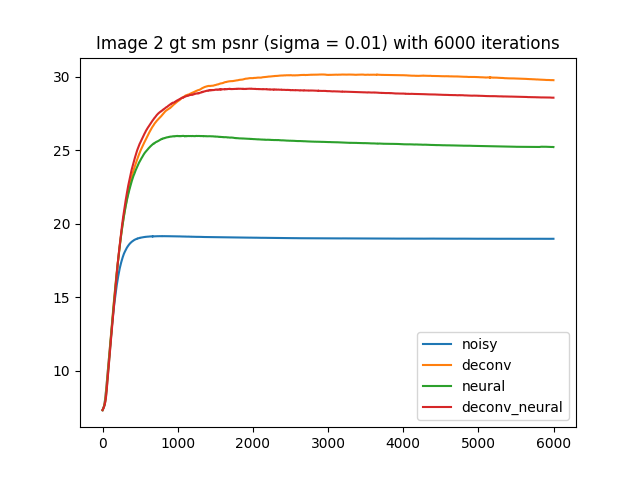 Image 2 gt sm psnr (sigma = 0.01) with 6000 iterations
30
25
20
15
10
noisy
deconv
neural
deconv_neural
0 1000 2000 3000 4000 5000 6000